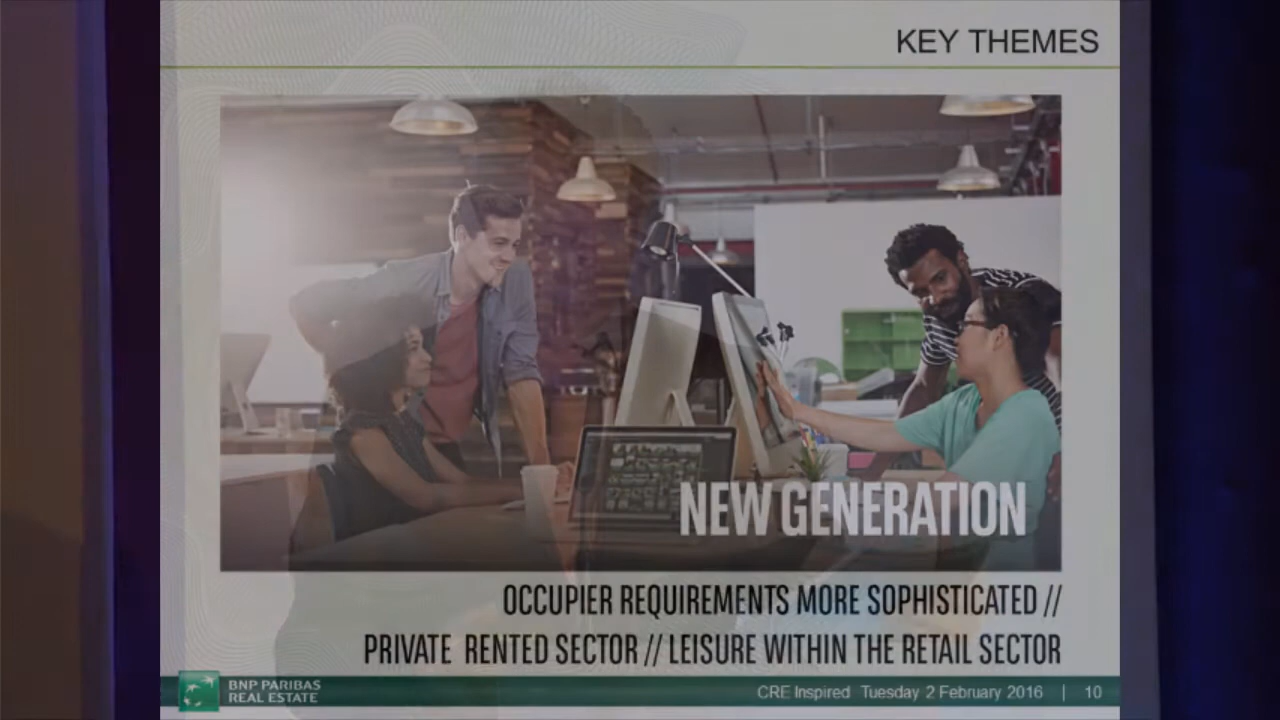 KEY THEMES
NEW GENERATION
OCCUPIER REQUIREMENTS MORE SOPHISTICATED //
PRIVATE RENTED SECTOR // LEISURE WITHIN THE RETAIL SECTOR
BNP PARIBAS
REAL ESTATE
CRE Inspired Tuesday 2 February 2016 | 10